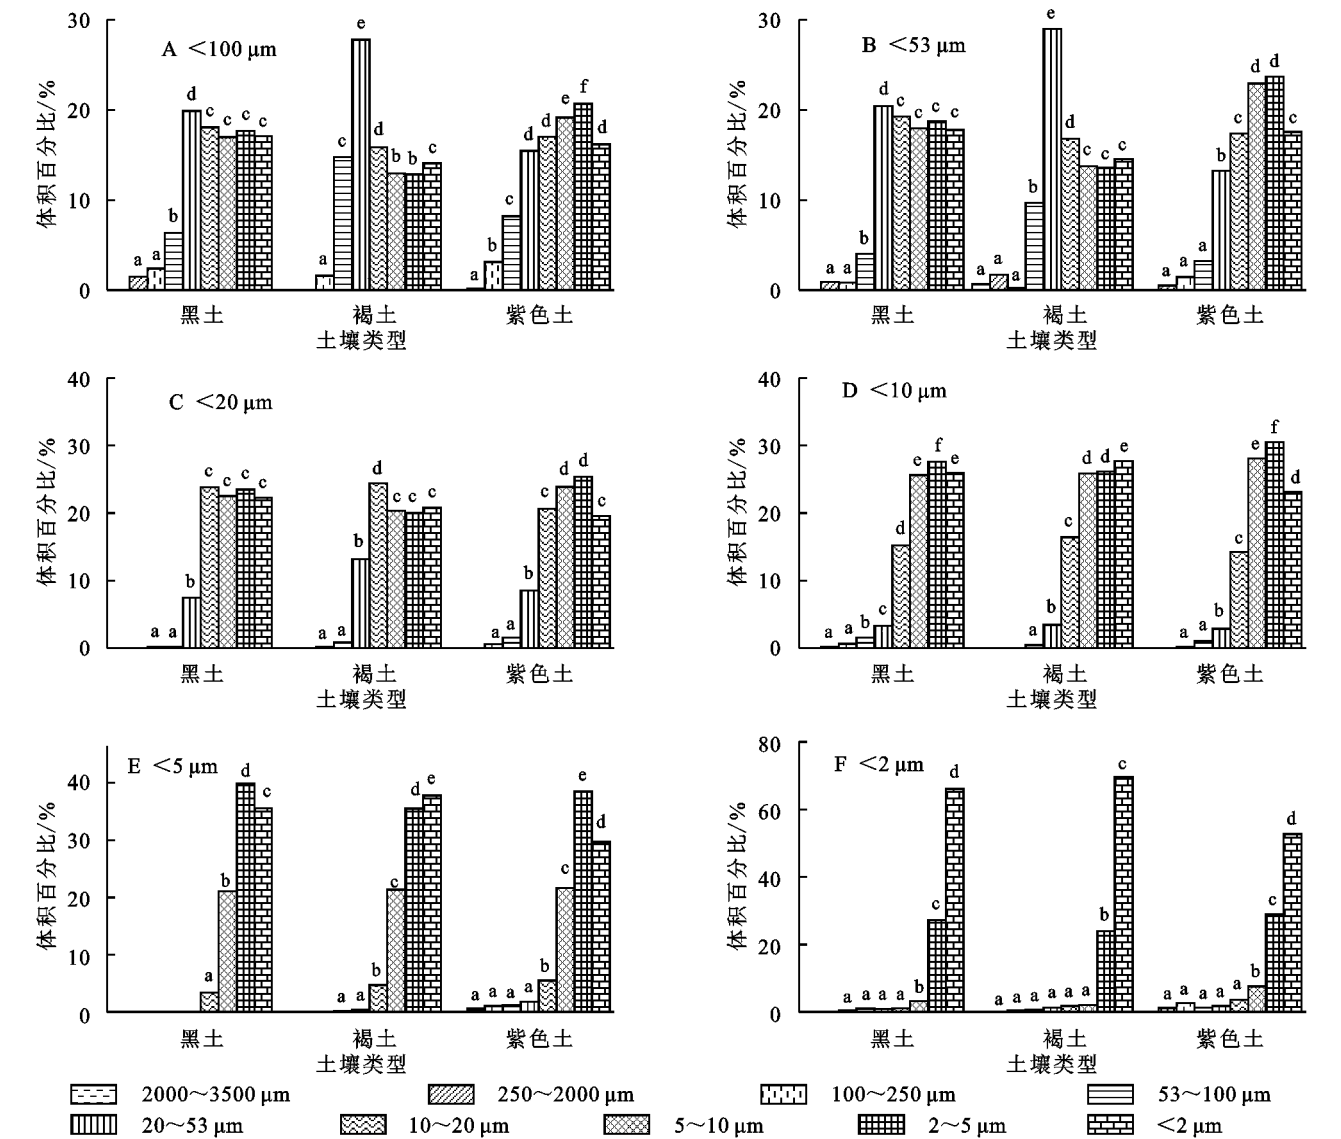 A <100 μm
体积百分比/%
30
20
10
0
a a b d c c c c
a c e d b b c
a b c d d e f d
黑土 褐土 紫色土
土壤类型
B <53 μm
体积百分比/%
30
20
10
0
a a b d c c c c
a a a b e d c c c
a a a b c d d c
黑土 褐土 紫色土
土壤类型
C <20 μm
体积百分比/%
40
30
20
10
0
a a b c c c c
a a b d c c c
a a b c d d c
黑土 褐土 紫色土
土壤类型
D <10 μm
体积百分比/%
40
30
20
10
0
a a b c d e f e
a b c d d e
a a b c e f d
黑土 褐土 紫色土
土壤类型
E <5 μm
体积百分比/%
40
30
20
10
0
a b d c
a a b c d e
a a a a b c e d
黑土 褐土 紫色土
土壤类型
F <2 μm
体积百分比/%
80
60
40
20
0
a a a a b c d
a a a a a a b c
a a a a a b c d
黑土 褐土 紫色土
土壤类型
2000～3500 μm 250～2000 μm 100～250 μm 53～100 μm
20～53 μm 10～20 μm 5～10 μm 2～5 μm <2 μm